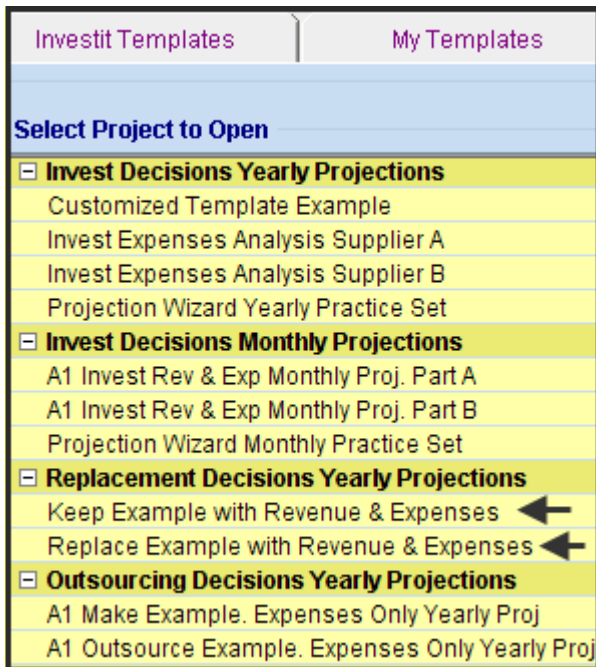 Investit Templates
My Templates
Select Project to Open
Invest Decisions Yearly Projections
Customized Template Example
Invest Expenses Analysis Supplier A
Invest Expenses Analysis Supplier B
Projection Wizard Yearly Practice Set
Invest Decisions Monthly Projections
A1 Invest Rev & Exp Monthly Proj. Part A
A1 Invest Rev & Exp Monthly Proj. Part B
Projection Wizard Monthly Practice Set
Replacement Decisions Yearly Projections
Keep Example with Revenue & Expenses
Replace Example with Revenue & Expenses
Outsourcing Decisions Yearly Projections
A1 Make Example. Expenses Only Yearly Proj
A1 Outsource Example. Expenses Only Yearly Proj